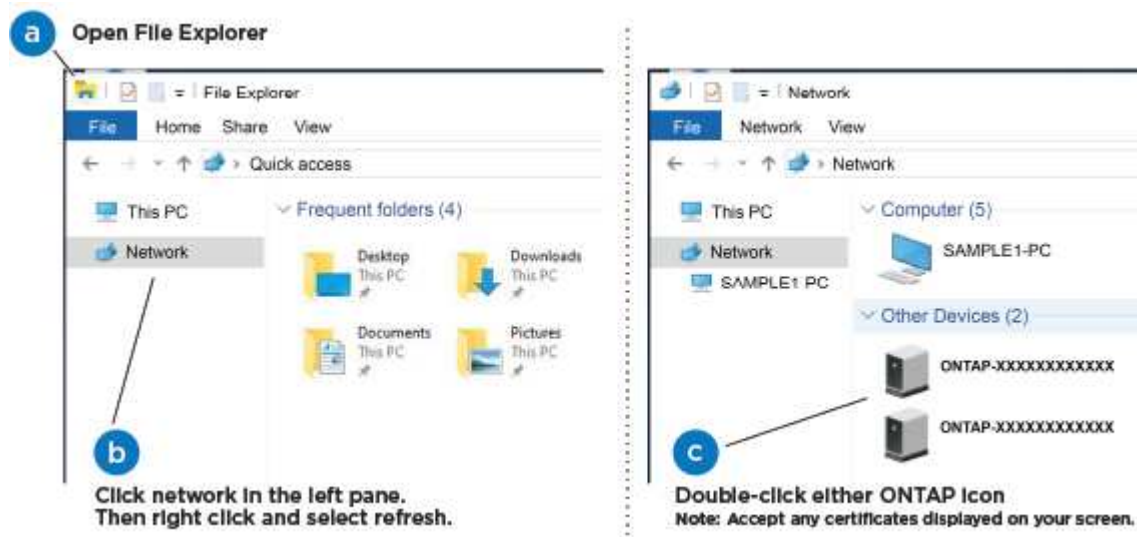 a Open File Explorer
File Explorer
File Home Share View
Quick access
This PC
Network
Frequent folders (4)
Desktop
This PC
Downloads
This PC
Documents
This PC
Pictures
This PC
b
Click network in the left pane.
Then right click and select refresh.
Network
File Network View
Network
This PC
Network
SAMPLE1 PC
Computer (5)
SAMPLE1-PC
Other Devices (2)
ONTAP-XXXXXXXXXXXX
ONTAP-XXXXXXXXXXXX
c
Double-click either ONTAP icon
Note: Accept any certificates displayed on your screen.